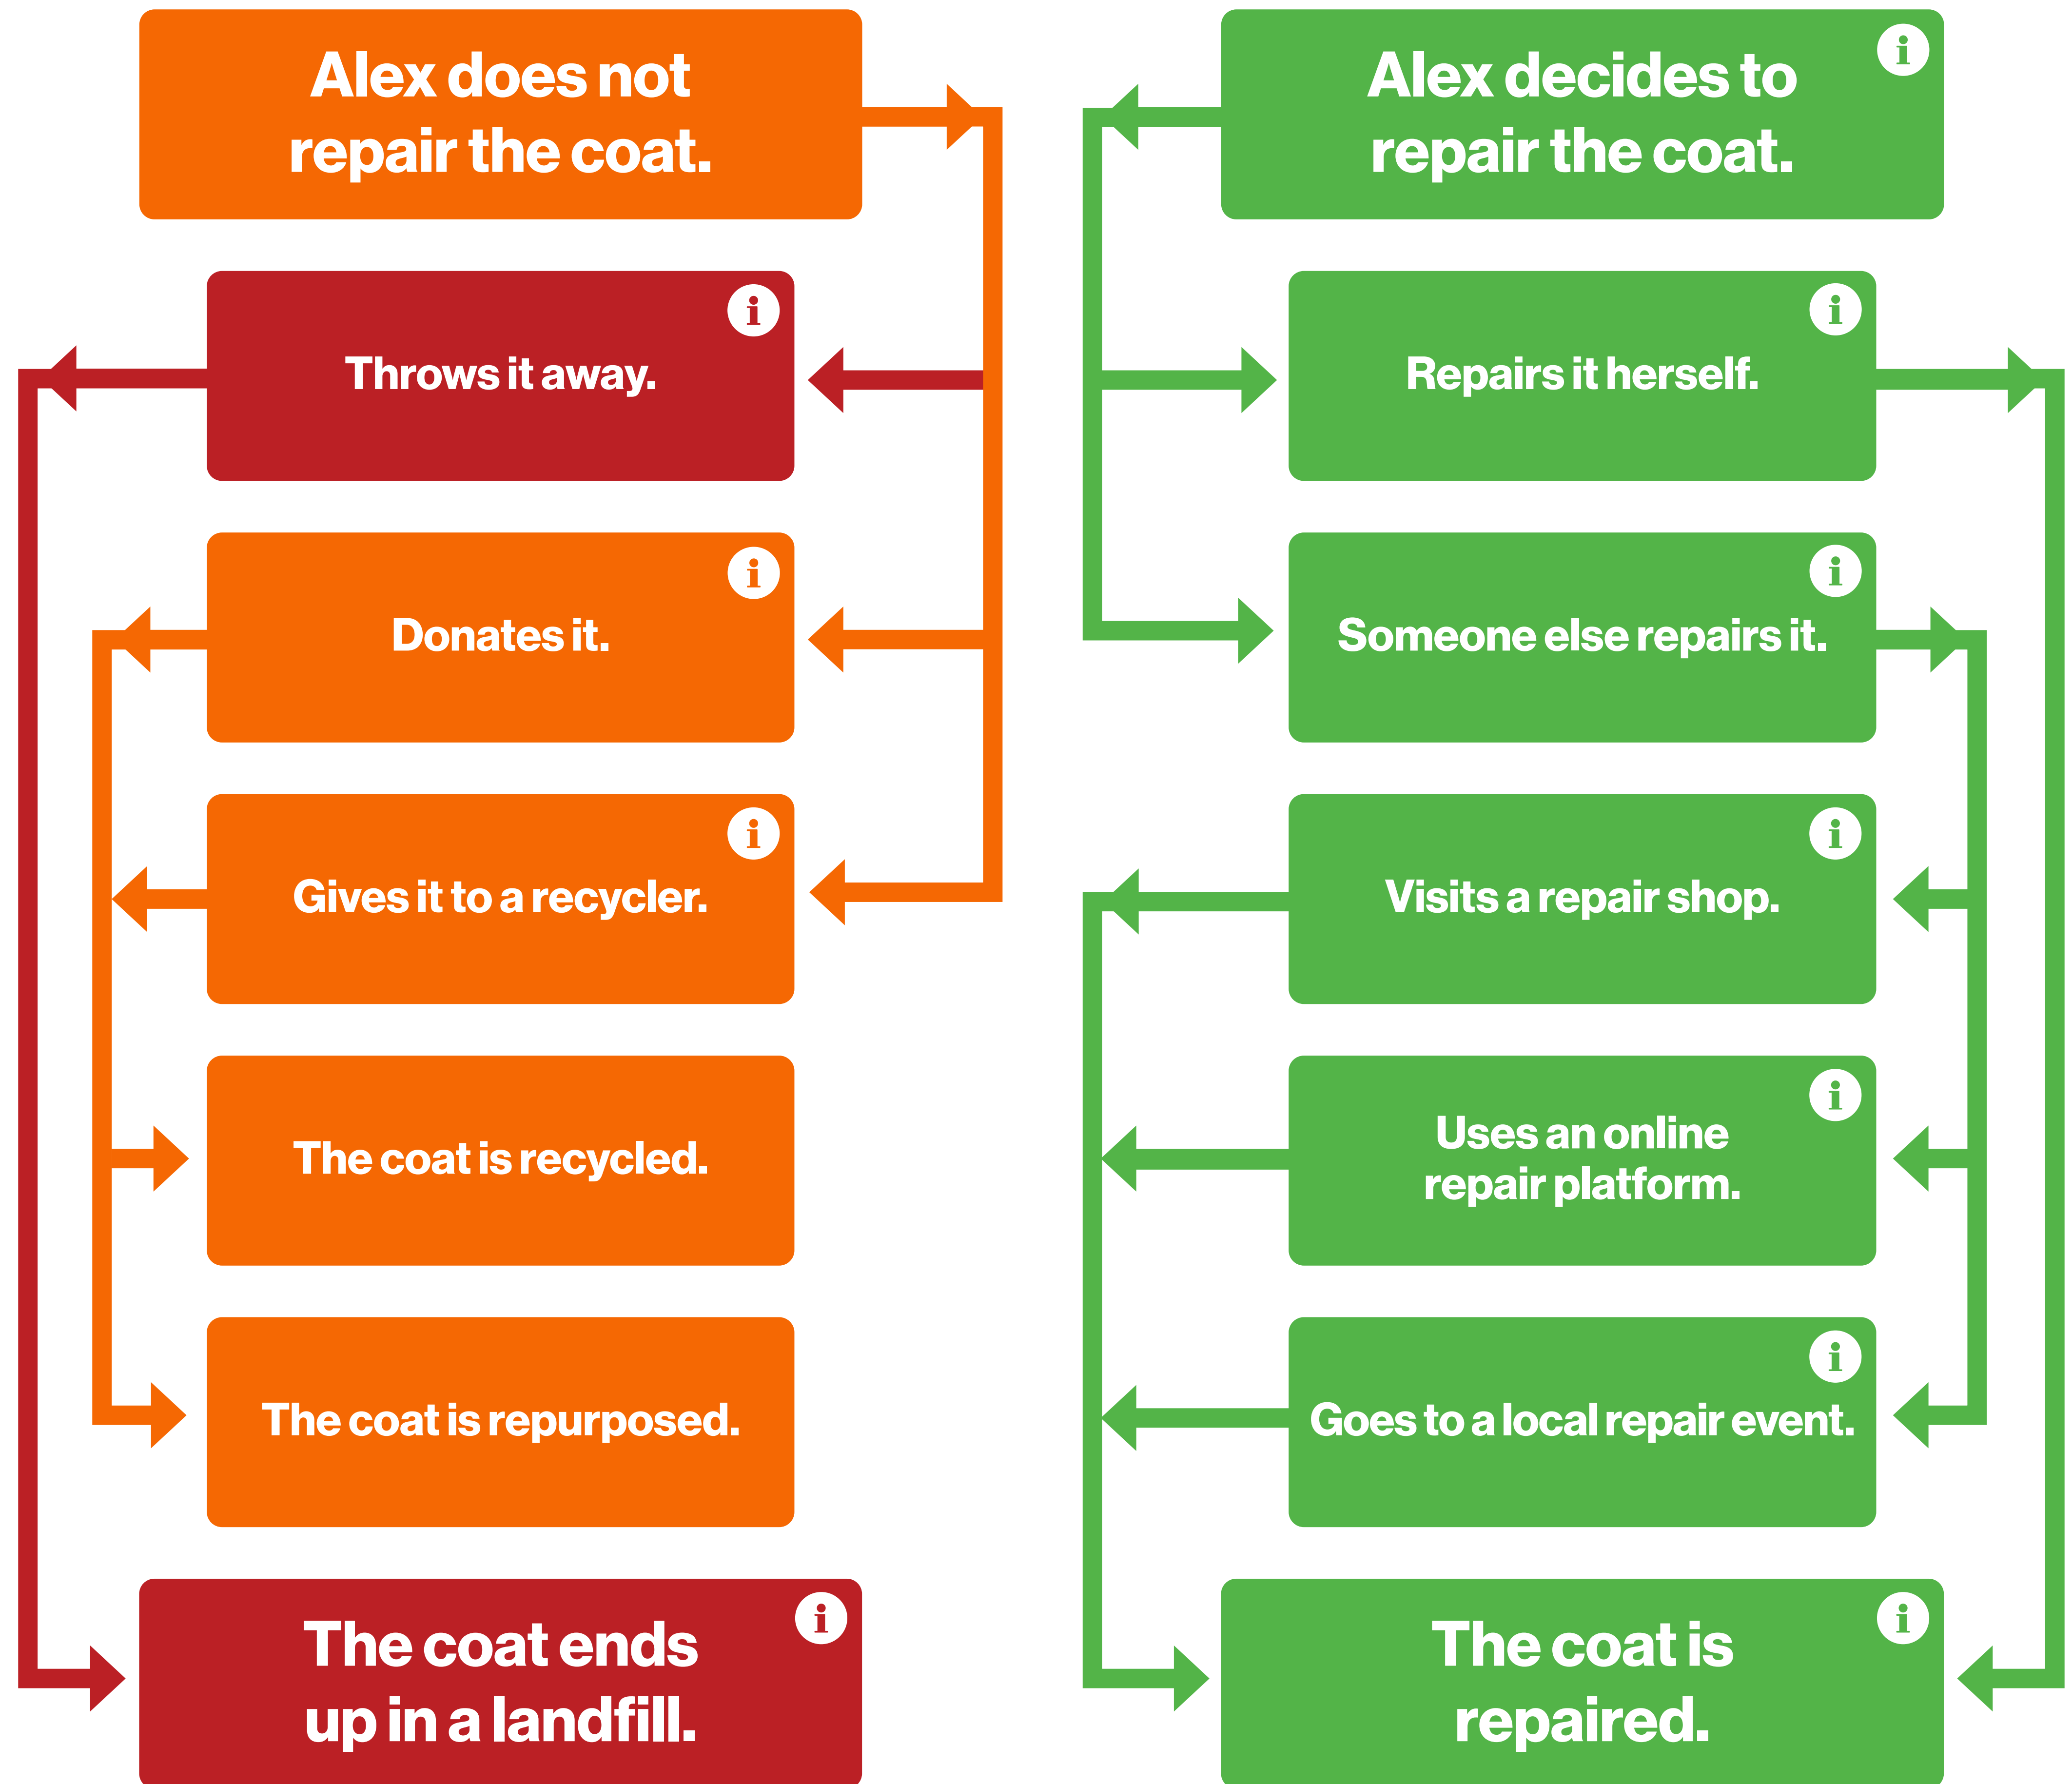 Alex does not
repair the coat.
Throws it away.
Donates it.
Gives it to a recycler.
The coat is recycled.
The coat is repurposed.
The coat ends
up in a landfill.
Alex decides to
repair the coat.
Repairs it herself.
Someone else repairs it.
Visits a repair shop.
Uses an online
repair platform.
Goes to a local repair event.
The coat is
repaired.